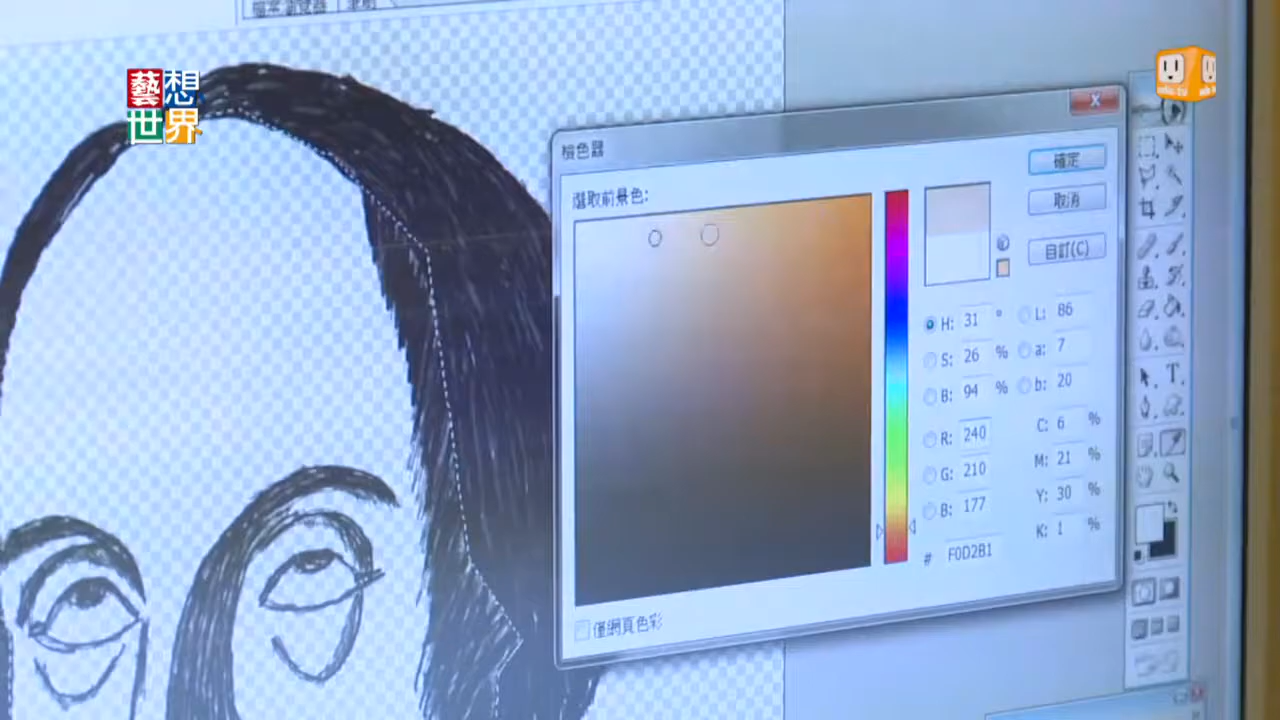 藝想
世界
檢色器
選取前景色:
確定
取消
自訂(C)
H: 31 °
S: 26 %
B: 94 %
R: 240
G: 210
B: 177
# F0D2B1
L: 86
a: 7
b: 20
C: 6 %
M: 21 %
Y: 30 %
K: 1 %
僅網頁色彩
T